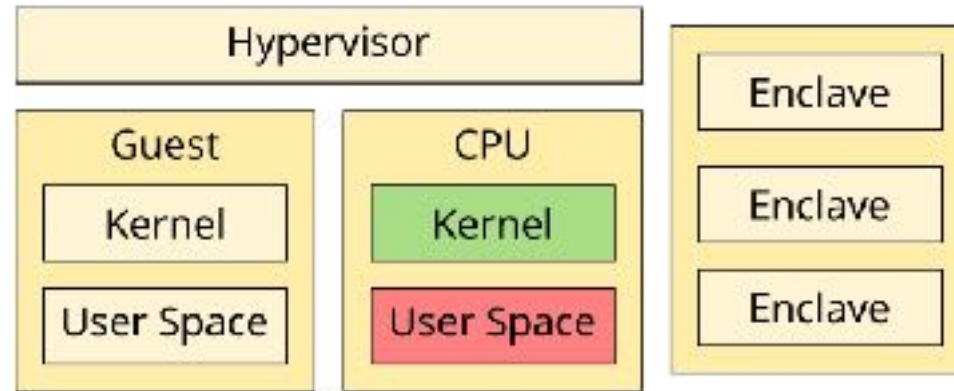 Hypervisor
Guest
Kernel
User Space
CPU
Kernel
User Space
Enclave
Enclave
Enclave